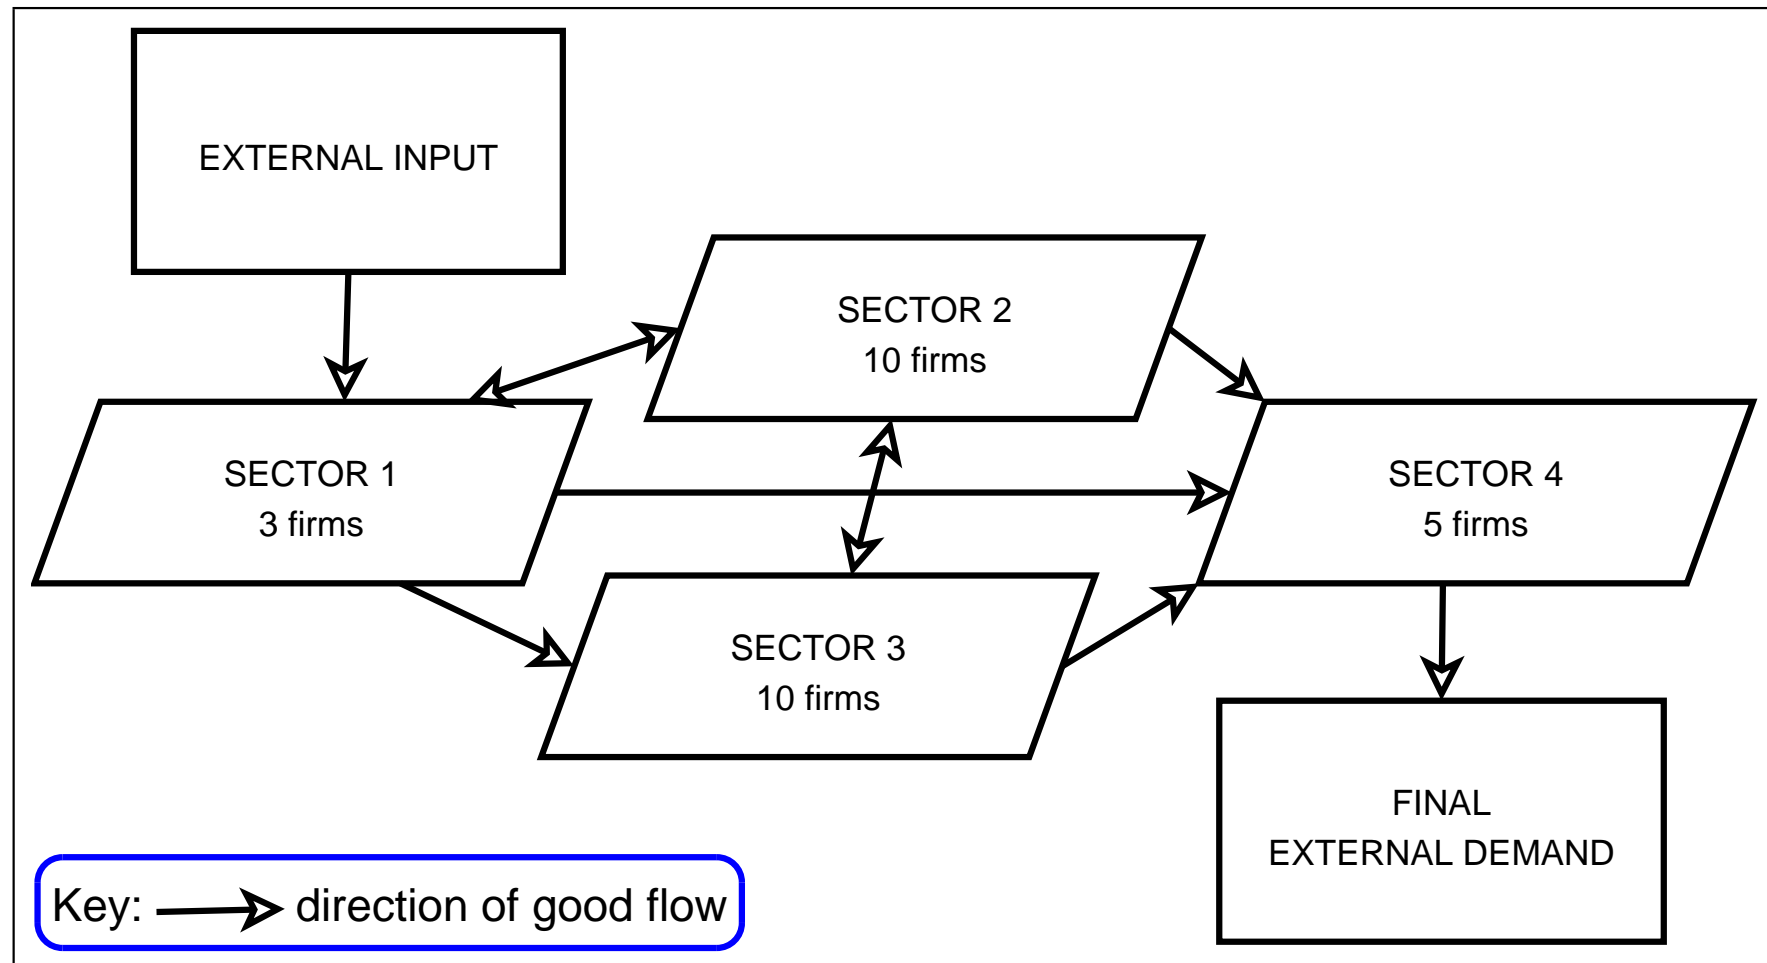 EXTERNAL INPUT
SECTOR 2
10 firms
SECTOR 1
3 firms
SECTOR 4
5 firms
SECTOR 3
10 firms
FINAL
EXTERNAL DEMAND
Key: direction of good flow